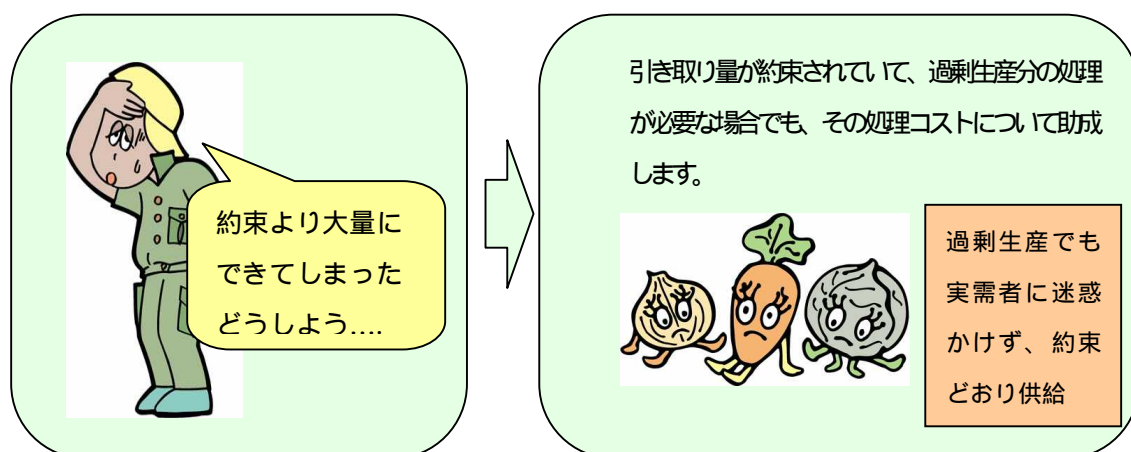 約束より大量に
できてしまった
どうしよう....
引き取り量が約束されていて、過剰生産分の処理
が必要な場合でも、その処理コストについて助成
します。
過剰生産でも
実需者に迷惑
かけず、約束
どおり供給